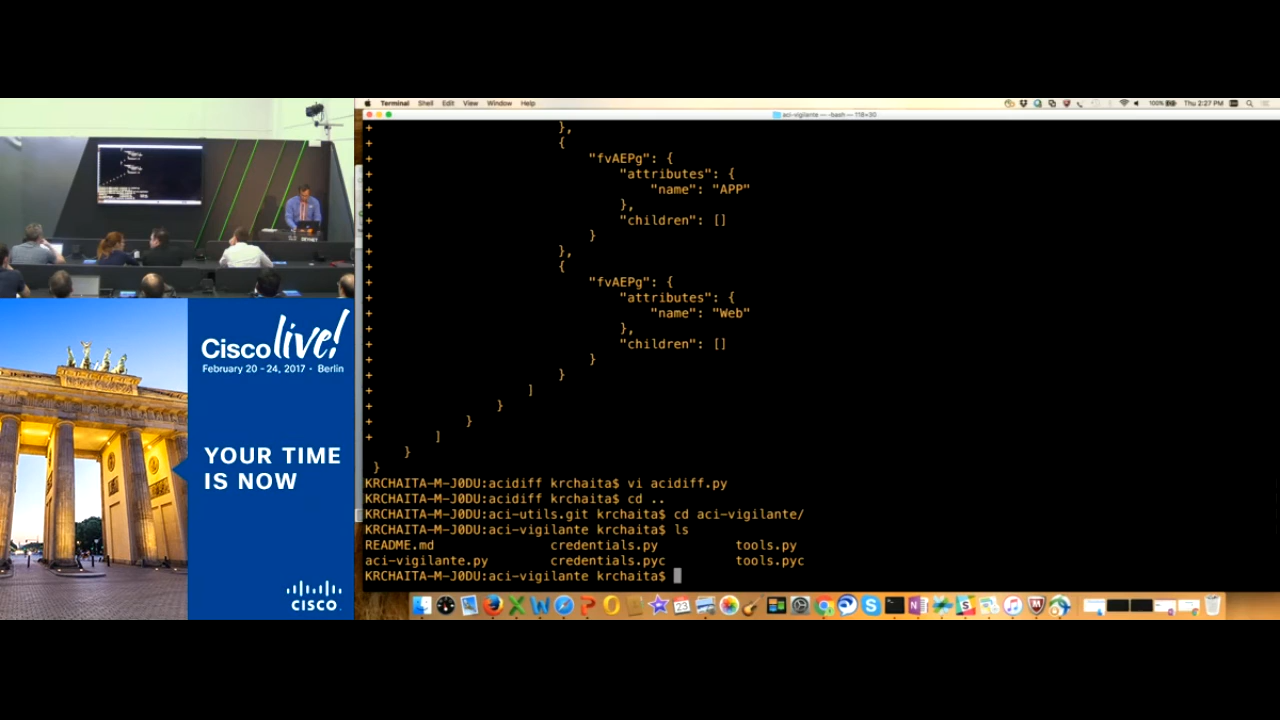 Terminal Shell Edit View Window Help
100% Thu 2:27 PM
aci-vigilante — -bash — 118×30
+ },
+ {
+ "fvAEPg": {
+ "attributes": {
+ "name": "APP"
+ },
+ "children": []
+ }
+ },
+ {
+ "fvAEPg": {
+ "attributes": {
+ "name": "Web"
+ },
+ "children": []
+ }
+ }
+ ]
+ }
+ }
+ ]
}
}
KRCHAITA-M-J0DU:acidiff krchaita$ vi acidiff.py
KRCHAITA-M-J0DU:acidiff krchaita$ cd ..
KRCHAITA-M-J0DU:aci-utils.git krchaita$ cd aci-vigilante/
KRCHAITA-M-J0DU:aci-vigilante krchaita$ ls
README.md credentials.py tools.py
aci-vigilante.py credentials.pyc tools.pyc
KRCHAITA-M-J0DU:aci-vigilante krchaita$
Cisco live!
February 20 - 24, 2017 · Berlin
YOUR TIME
IS NOW
CISCO